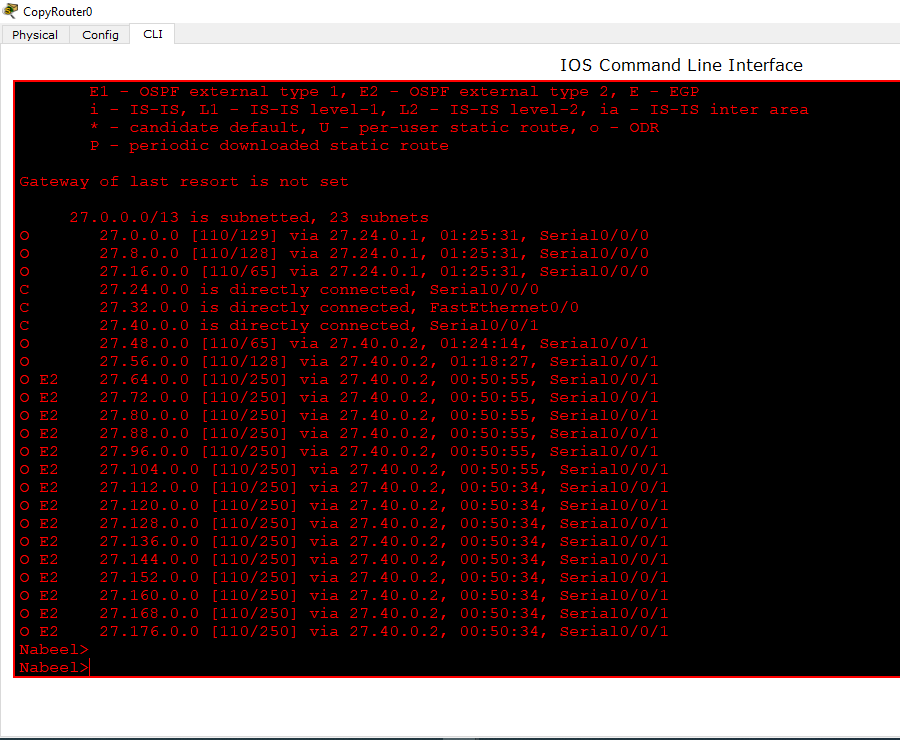 CopyRouter0
Physical Config CLI
IOS Command Line Interface
E1 - OSPF external type 1, E2 - OSPF external type 2, E - EGP
i - IS-IS, L1 - IS-IS level-1, L2 - IS-IS level-2, ia - IS-IS inter area
* - candidate default, U - per-user static route, o - ODR
P - periodic downloaded static route
Gateway of last resort is not set
27.0.0.0/13 is subnetted, 23 subnets
O 27.0.0.0 [110/129] via 27.24.0.1, 01:25:31, Serial0/0/0
O 27.8.0.0 [110/128] via 27.24.0.1, 01:25:31, Serial0/0/0
O 27.16.0.0 [110/65] via 27.24.0.1, 01:25:31, Serial0/0/0
C 27.24.0.0 is directly connected, Serial0/0/0
C 27.32.0.0 is directly connected, FastEthernet0/0
C 27.40.0.0 is directly connected, Serial0/0/1
O 27.48.0.0 [110/65] via 27.40.0.2, 01:24:14, Serial0/0/1
O 27.56.0.0 [110/128] via 27.40.0.2, 01:18:27, Serial0/0/1
O E2 27.64.0.0 [110/250] via 27.40.0.2, 00:50:55, Serial0/0/1
O E2 27.72.0.0 [110/250] via 27.40.0.2, 00:50:55, Serial0/0/1
O E2 27.80.0.0 [110/250] via 27.40.0.2, 00:50:55, Serial0/0/1
O E2 27.88.0.0 [110/250] via 27.40.0.2, 00:50:55, Serial0/0/1
O E2 27.96.0.0 [110/250] via 27.40.0.2, 00:50:55, Serial0/0/1
O E2 27.104.0.0 [110/250] via 27.40.0.2, 00:50:55, Serial0/0/1
O E2 27.112.0.0 [110/250] via 27.40.0.2, 00:50:34, Serial0/0/1
O E2 27.120.0.0 [110/250] via 27.40.0.2, 00:50:34, Serial0/0/1
O E2 27.128.0.0 [110/250] via 27.40.0.2, 00:50:34, Serial0/0/1
O E2 27.136.0.0 [110/250] via 27.40.0.2, 00:50:34, Serial0/0/1
O E2 27.144.0.0 [110/250] via 27.40.0.2, 00:50:34, Serial0/0/1
O E2 27.152.0.0 [110/250] via 27.40.0.2, 00:50:34, Serial0/0/1
O E2 27.160.0.0 [110/250] via 27.40.0.2, 00:50:34, Serial0/0/1
O E2 27.168.0.0 [110/250] via 27.40.0.2, 00:50:34, Serial0/0/1
O E2 27.176.0.0 [110/250] via 27.40.0.2, 00:50:34, Serial0/0/1
Nabeel>
Nabeel>